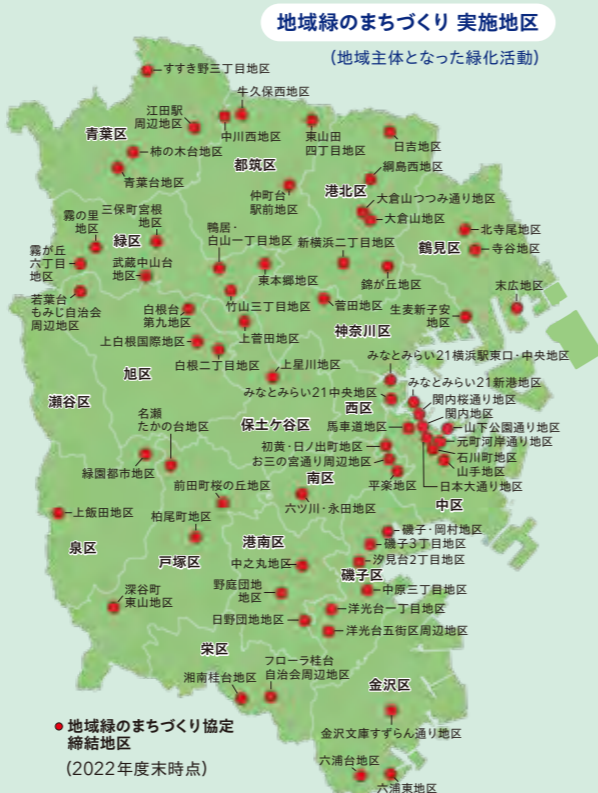 地域緑のまちづくり 実施地区
(地域主体となった緑化活動)
すすき野三丁目地区
牛久保西地区
江田駅
周辺地区
中川西地区
東山田
四丁目地区
日吉地区
青葉区
柿の木台地区
都筑区
綱島西地区
青葉台地区
仲町台
駅前地区
港北区
大倉山つつみ通り地区
大倉山地区
霧の里
地区
三保町宮根
地区
鴨居・
白山一丁目地区
新横浜二丁目地区
北寺尾地区
鶴見区
寺谷地区
緑区
霧が丘
六丁目
地区
武蔵中山台
地区
東本郷地区
錦が丘地区
末広地区
若葉台
もみじ自治会
周辺地区
白根台
第九地区
竹山三丁目地区
菅田地区
生麦新子安
地区
上菅田地区
神奈川区
上白根国際地区
白根二丁目地区
みなとみらい21横浜駅東口・中央地区
旭区
上星川地区
みなとみらい21新港地区
みなとみらい21中央地区
関内桜通り地区
瀬谷区
西区
関内地区
名瀬
たかの台地区
保土ケ谷区
馬車道地区
山下公園通り地区
元町河岸通り地区
初黄・日ノ出町地区
石川町地区
お三の宮通り周辺地区
山手地区
緑園都市地区
南区
平楽地区
日本大通り地区
前田町桜の丘地区
六ツ川・永田地区
中区
上飯田地区
柏尾町地区
磯子・岡村地区
泉区
港南区
磯子3丁目地区
戸塚区
中之丸地区
汐見台2丁目地区
磯子区
深谷町
東山地区
野庭団地
地区
中原三丁目地区
洋光台一丁目地区
日野団地地区
洋光台五街区周辺地区
栄区
フローラ桂台
自治会周辺地区
湘南桂台地区
金沢区
地域緑のまちづくり協定
締結地区
(2022年度末時点)
金沢文庫すずらん通り地区
六浦台地区
六浦東地区